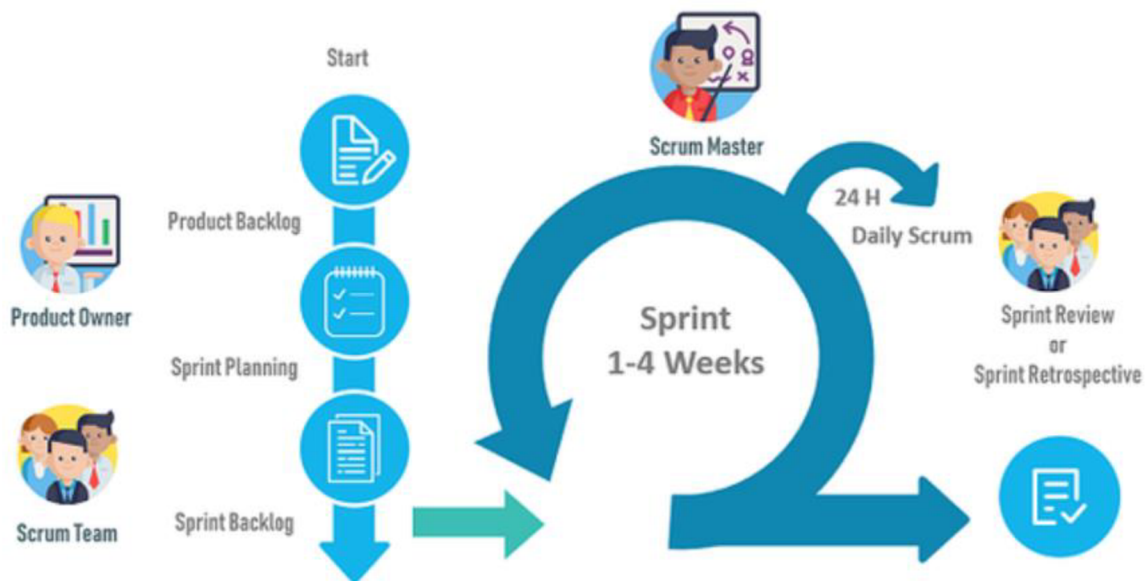 Start
Product Backlog
Product Owner
Sprint Planning
Scrum Team
Sprint Backlog
Scrum Master
24 H
Daily Scrum
Sprint
1-4 Weeks
Sprint Review
or
Sprint Retrospective